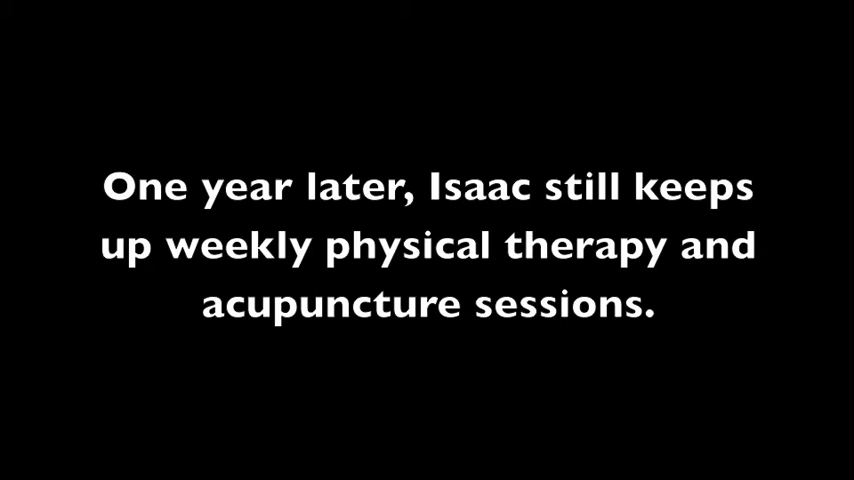 One year later, Isaac still keeps
up weekly physical therapy and
acupuncture sessions.